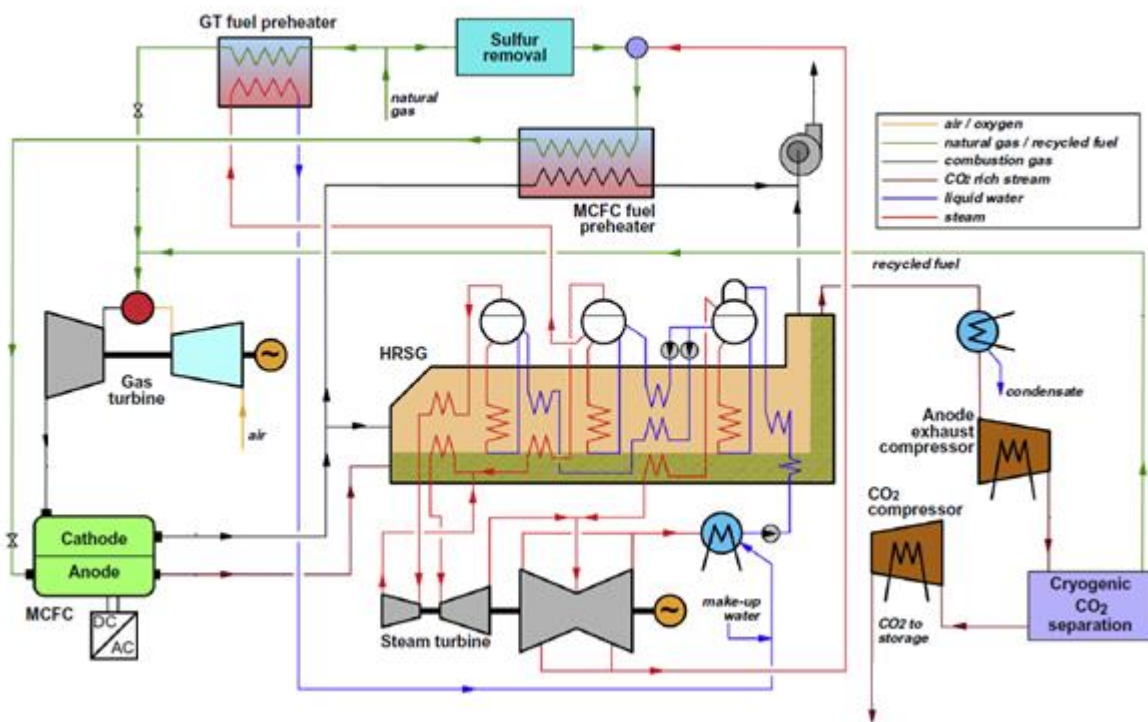 GT fuel preheater
Sulfur
removal
natural
gas
air / oxygen
natural gas / recycled fuel
combustion gas
CO2 rich stream
liquid water
steam
MCFC fuel
preheater
recycled fuel
HRSG
Gas
turbine
air
condensate
Anode
exhaust
compressor
CO2
compressor
Cathode
Anode
MCFC
DC
AC
Steam turbine
make-up
water
CO2 to
storage
Cryogenic
CO2
separation
~
~